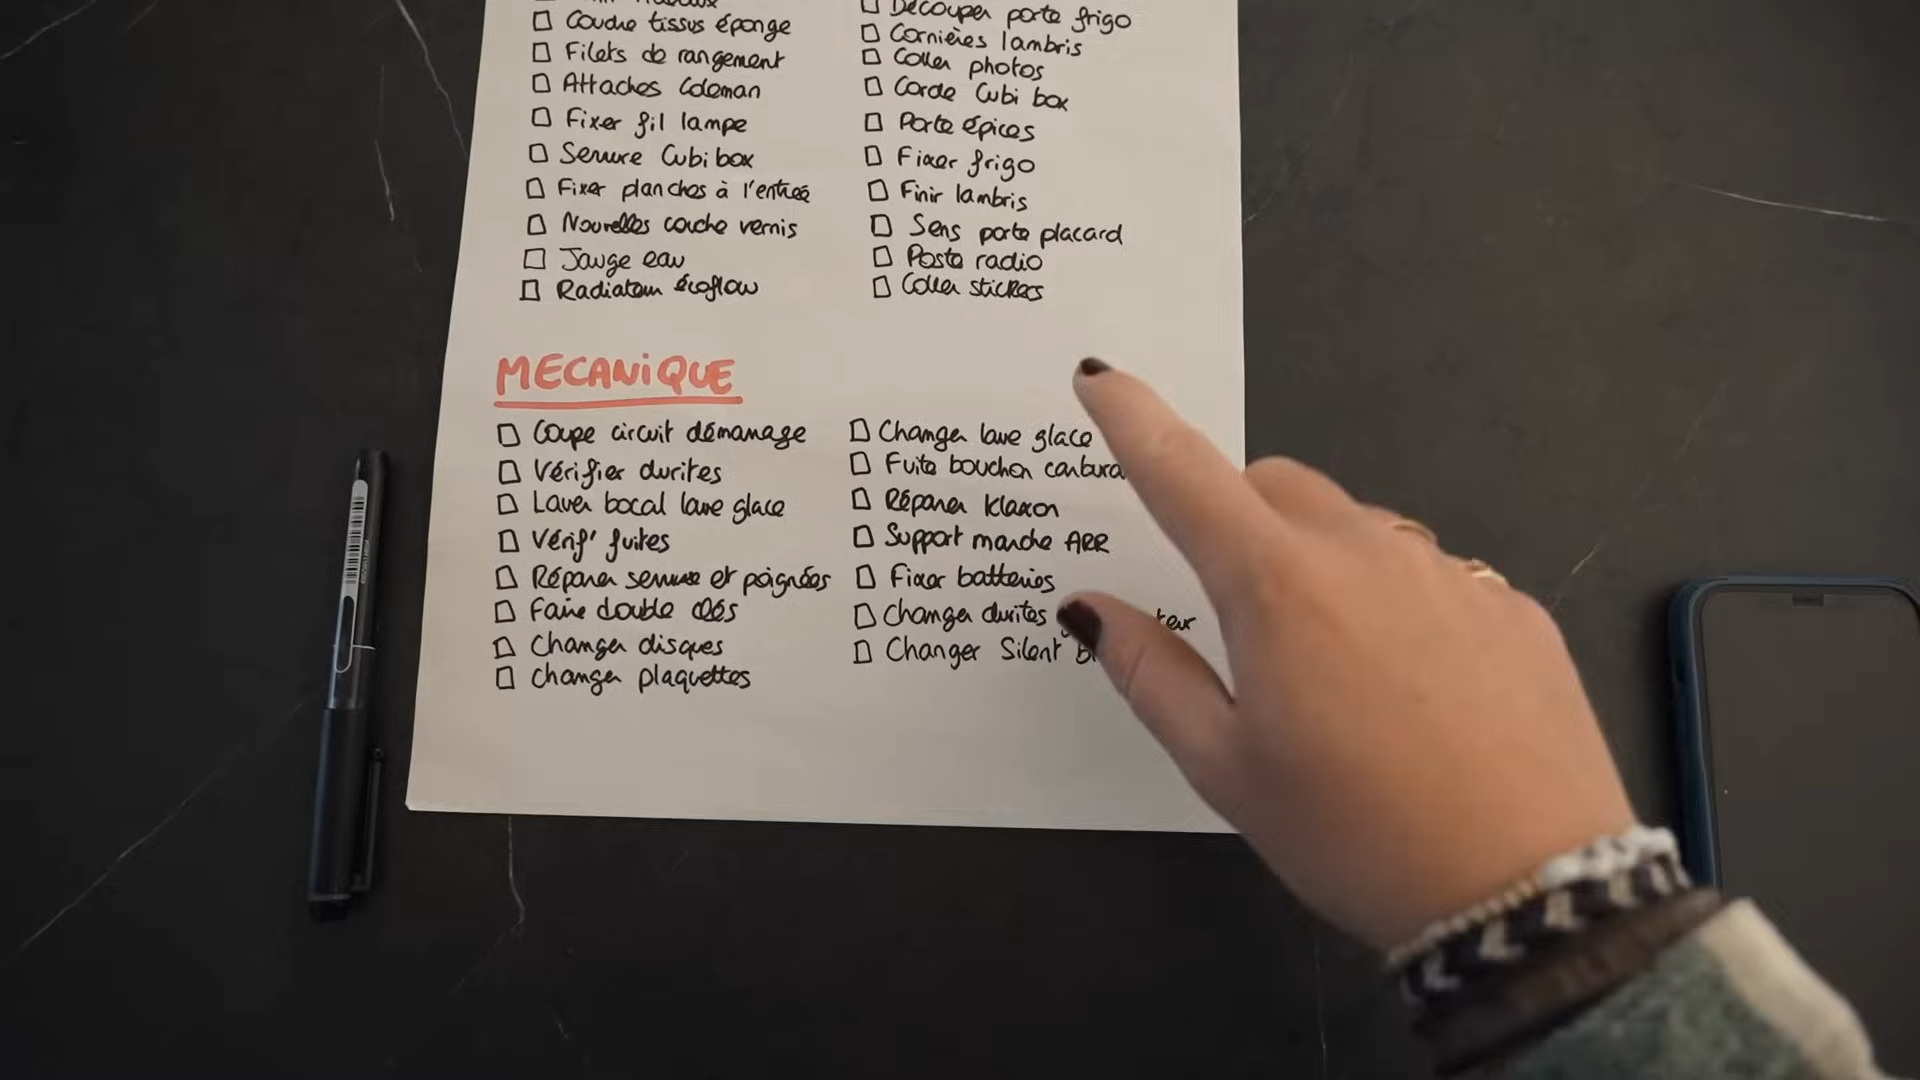 Coudre tissus éponge
Filets de rangement
Attaches Coleman
Fixer fil lampe
Serrure Cubi box
Fixer planches à l'entrée
Nouvelles couche vernis
Jauge eau
Radiateur écoflow
Découper porte frigo
Cornières lambris
Coller photos
Corde Cubi box
Porte épices
Fixer frigo
Finir lambris
Sens porte placard
Poste radio
Coller stickers
MECANiQUE
Coupe circuit démarrage
Vérifier durites
Laver bocal lave glace
Vérif' fuites
Réparer serrure et poignées
Faire double clés
Changer disques
Changer plaquettes
Changer lave glace
Fuite bouchon carbura
Réparer Klaxon
Support marche ARR
Fixer batteries
Changer durites
Changer Silent